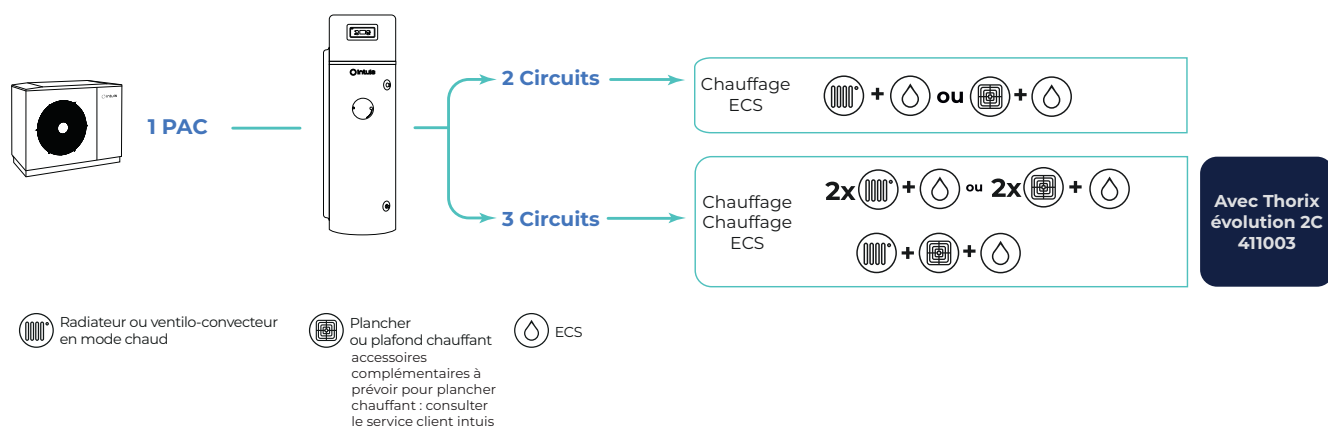 intuis
intuis
1 PAC
2 Circuits
Chauffage
ECS
+
ou
+
3 Circuits
Chauffage
Chauffage
ECS
2x + ou 2x +
+ +
Avec Thorix
évolution 2C
411003
Radiateur ou ventilo-convecteur
en mode chaud
Plancher
ou plafond chauffant
accessoires
complémentaires à
prévoir pour plancher
chauffant : consulter
le service client intuis
ECS